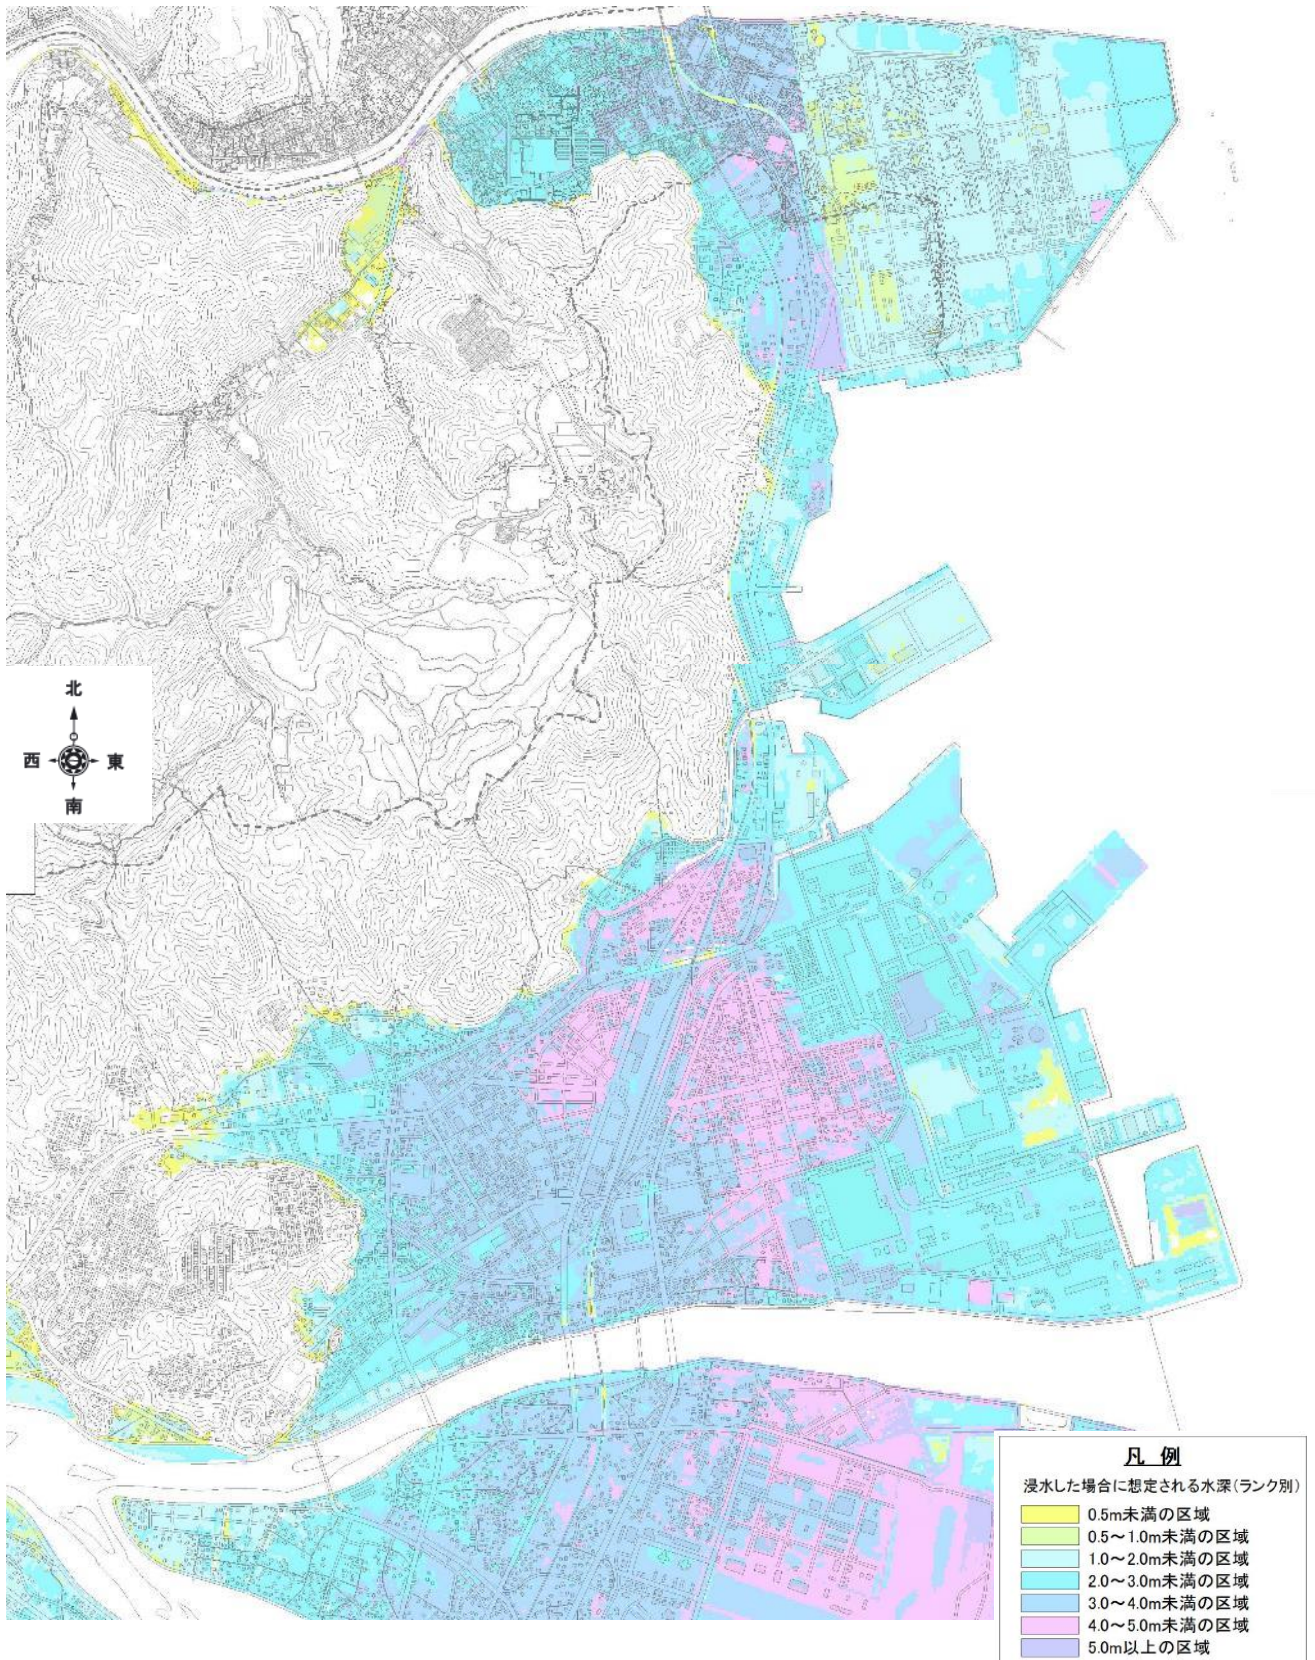 北
西 東
南
凡 例
浸水した場合に想定される水深(ランク別)
0.5m未満の区域
0.5～1.0m未満の区域
1.0～2.0m未満の区域
2.0～3.0m未満の区域
3.0～4.0m未満の区域
4.0～5.0m未満の区域
5.0m以上の区域